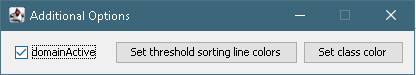 Additional Options
domainActive Set threshold sorting line colors Set class color